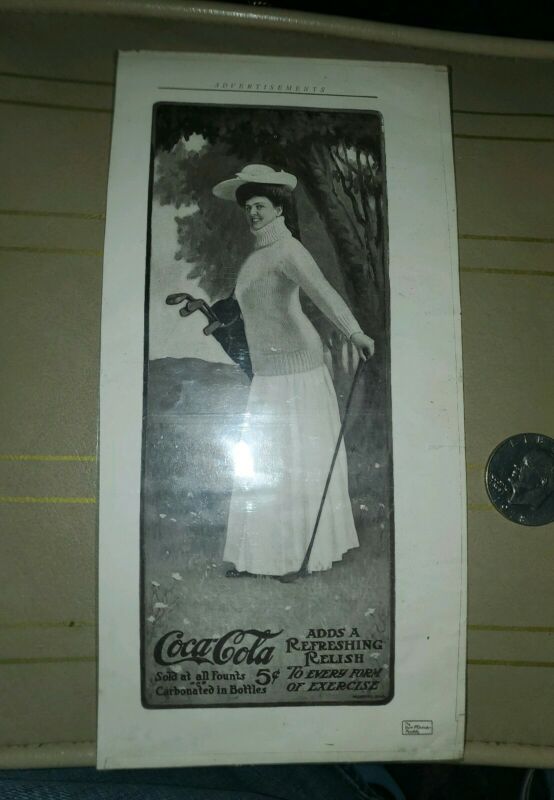 ADVERTISEMENTS
Coca-Cola
Sold at all Founts 5¢
"OR"
Carbonated in Bottles
ADDS A
REFRESHING
RELISH
TO EVERY FORM
OF EXERCISE